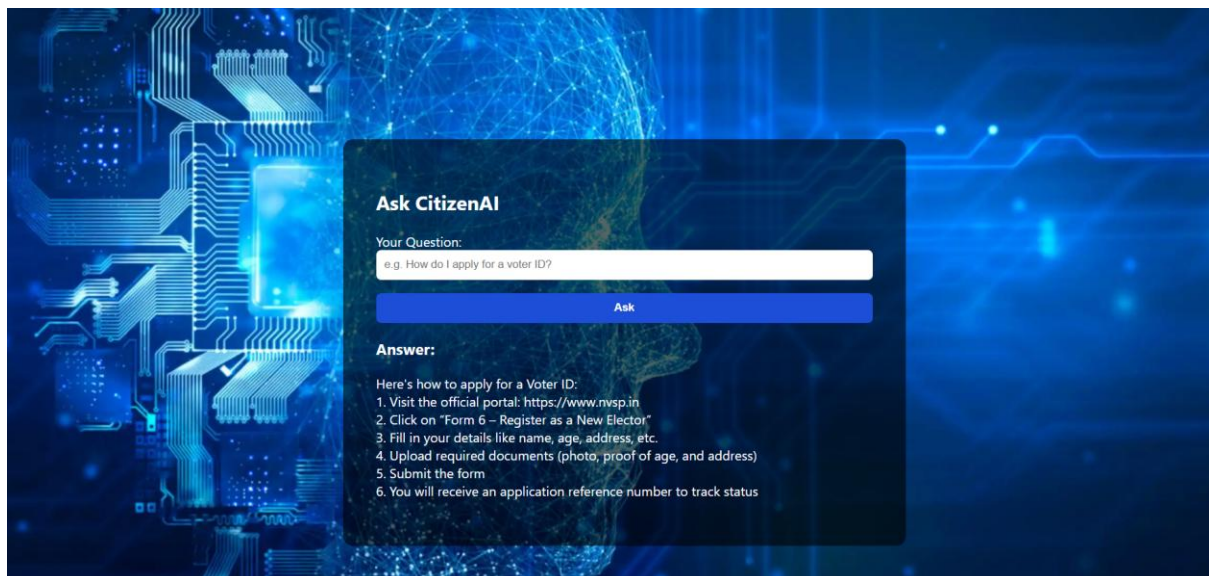 Ask CitizenAI
Your Question:
e.g. How do I apply for a voter ID?
Ask
Answer:
Here's how to apply for a Voter ID:
1. Visit the official portal: https://www.nvsp.in
2. Click on “Form 6 – Register as a New Elector”
3. Fill in your details like name, age, address, etc.
4. Upload required documents (photo, proof of age, and address)
5. Submit the form
6. You will receive an application reference number to track status